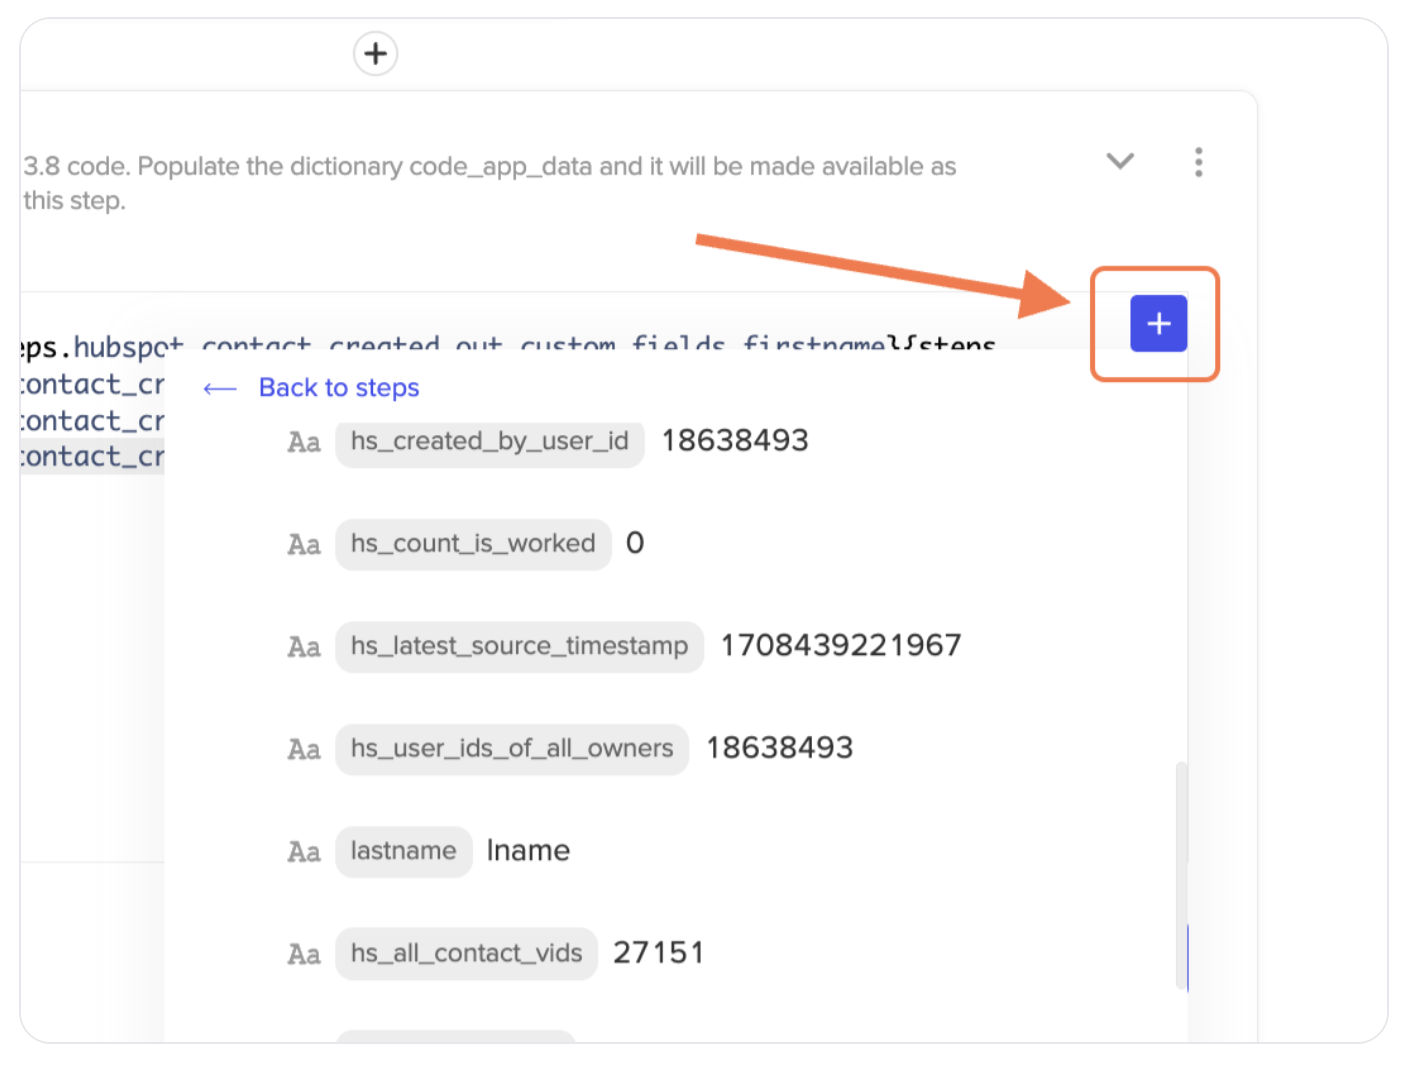 3.8 code. Populate the dictionary code_app_data and it will be made available as
this step.
eps.hubspot_contact_created_out_custom_fields_firstname}{steps
contact_cr
Back to steps
contact_cr
contact_cr
Aa hs_created_by_user_id 18638493
Aa hs_count_is_worked 0
Aa hs_latest_source_timestamp 1708439221967
Aa hs_user_ids_of_all_owners 18638493
Aa lastname lname
Aa hs_all_contact_vids 27151